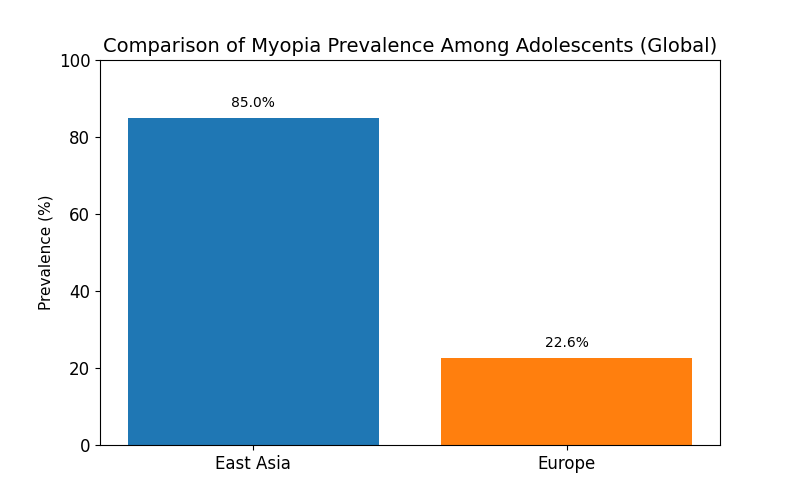 Comparison of Myopia Prevalence Among Adolescents (Global)
100
80
60
40
20
0
Prevalence (%)
85.0%
22.6%
East Asia
Europe